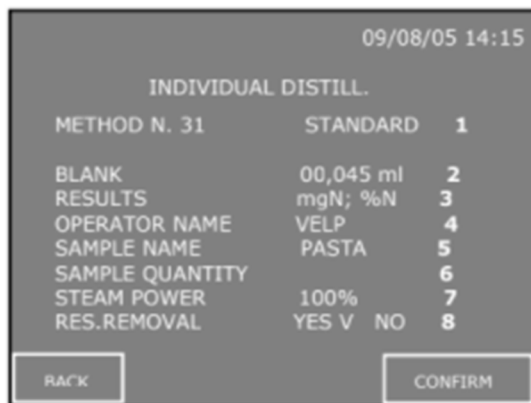 09/08/05 14:15
INDIVIDUAL DISTILL.
METHOD N. 31 STANDARD 1
BLANK 00,045 ml 2
RESULTS mgN; %N 3
OPERATOR NAME VELP 4
SAMPLE NAME PASTA 5
SAMPLE QUANTITY 6
STEAM POWER 100% 7
RES.REMOVAL YES V NO 8
BACK CONFIRM